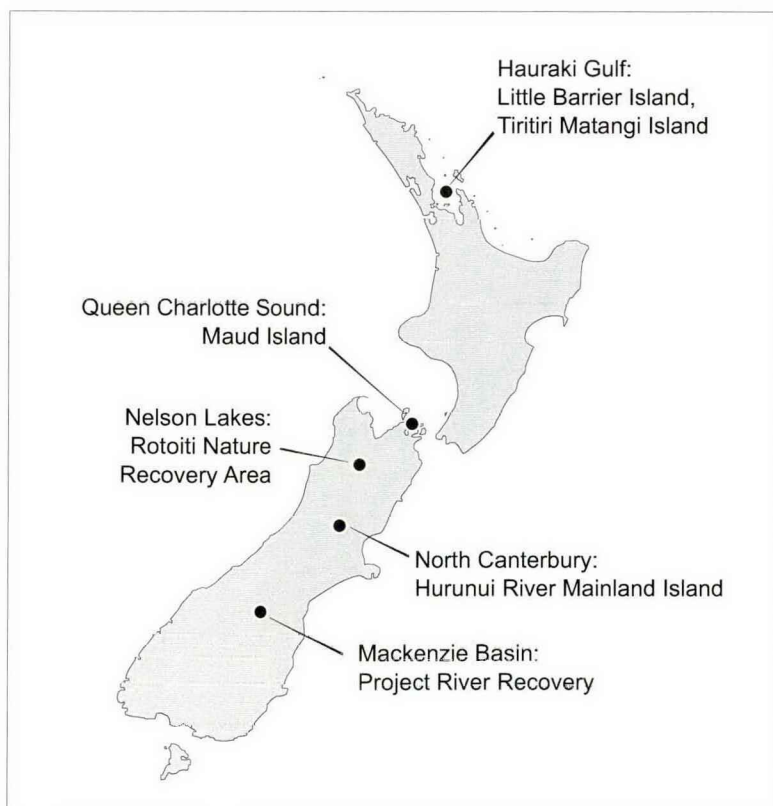 Hauraki Gulf:
Little Barrier Island,
Tiritiri Matangi Island
Queen Charlotte Sound:
Maud Island
Nelson Lakes:
Rotoiti Nature
Recovery Area
North Canterbury:
Hurunui River Mainland Island
Mackenzie Basin:
Project River Recovery